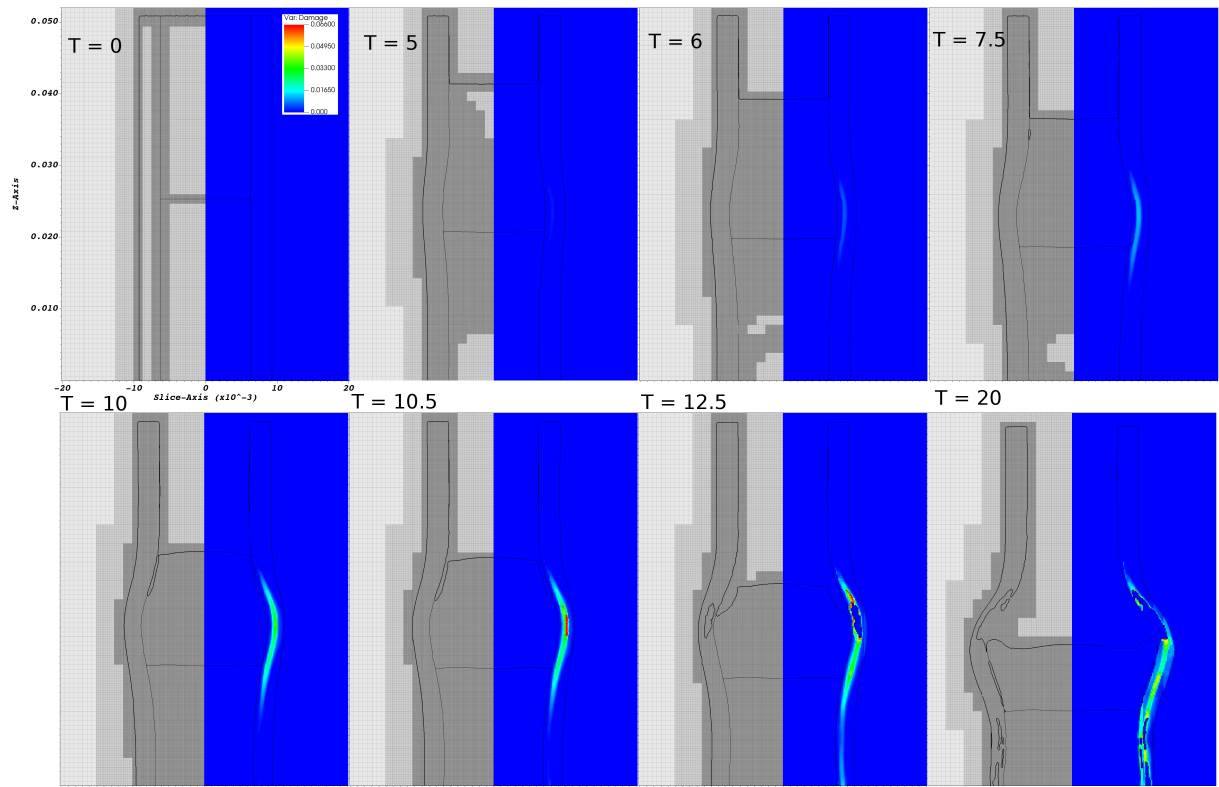 T = 0
Var: Damage
0.06600
0.04950
0.03300
0.01650
0.000
T = 5
T = 6
T = 7.5
0.050
0.040
0.030
0.020
0.010
Z-Axis
-20
-10
0
10
20
Slice-Axis (x10^-3)
T = 10
T = 10.5
T = 12.5
T = 20